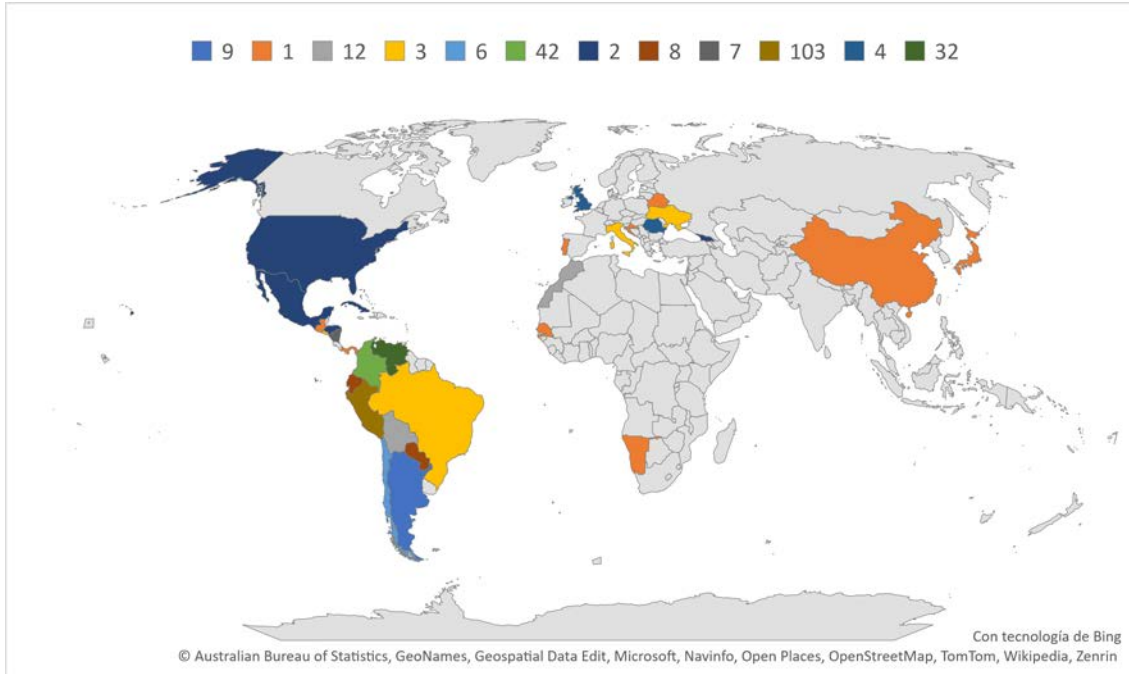 9 1 12 3 6 42 2 8 7 103 4 32
Con tecnología de Bing
© Australian Bureau of Statistics, GeoNames, Geospatial Data Edit, Microsoft, Navinfo, Open Places, OpenStreetMap, TomTom, Wikipedia, Zenrin